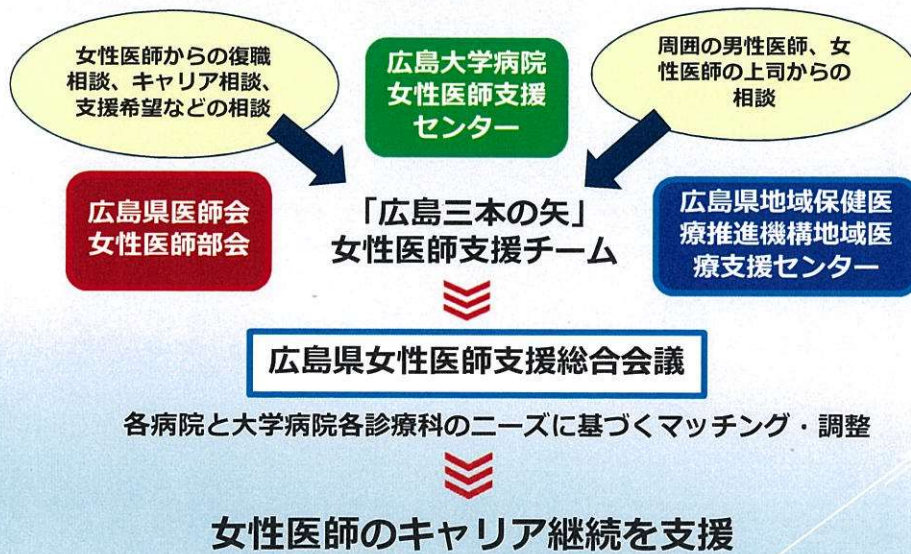 女性医師からの復職
相談、キャリア相談、
支援希望などの相談
広島大学病院
女性医師支援
センター
周囲の男性医師、女
性医師の上司からの
相談
広島県医師会
女性医師部会
「広島三本の矢」
女性医師支援チーム
広島県地域保健医
療推進機構地域医
療支援センター
広島県女性医師支援総合会議
各病院と大学病院各診療科のニーズに基づくマッチング・調整
女性医師のキャリア継続を支援